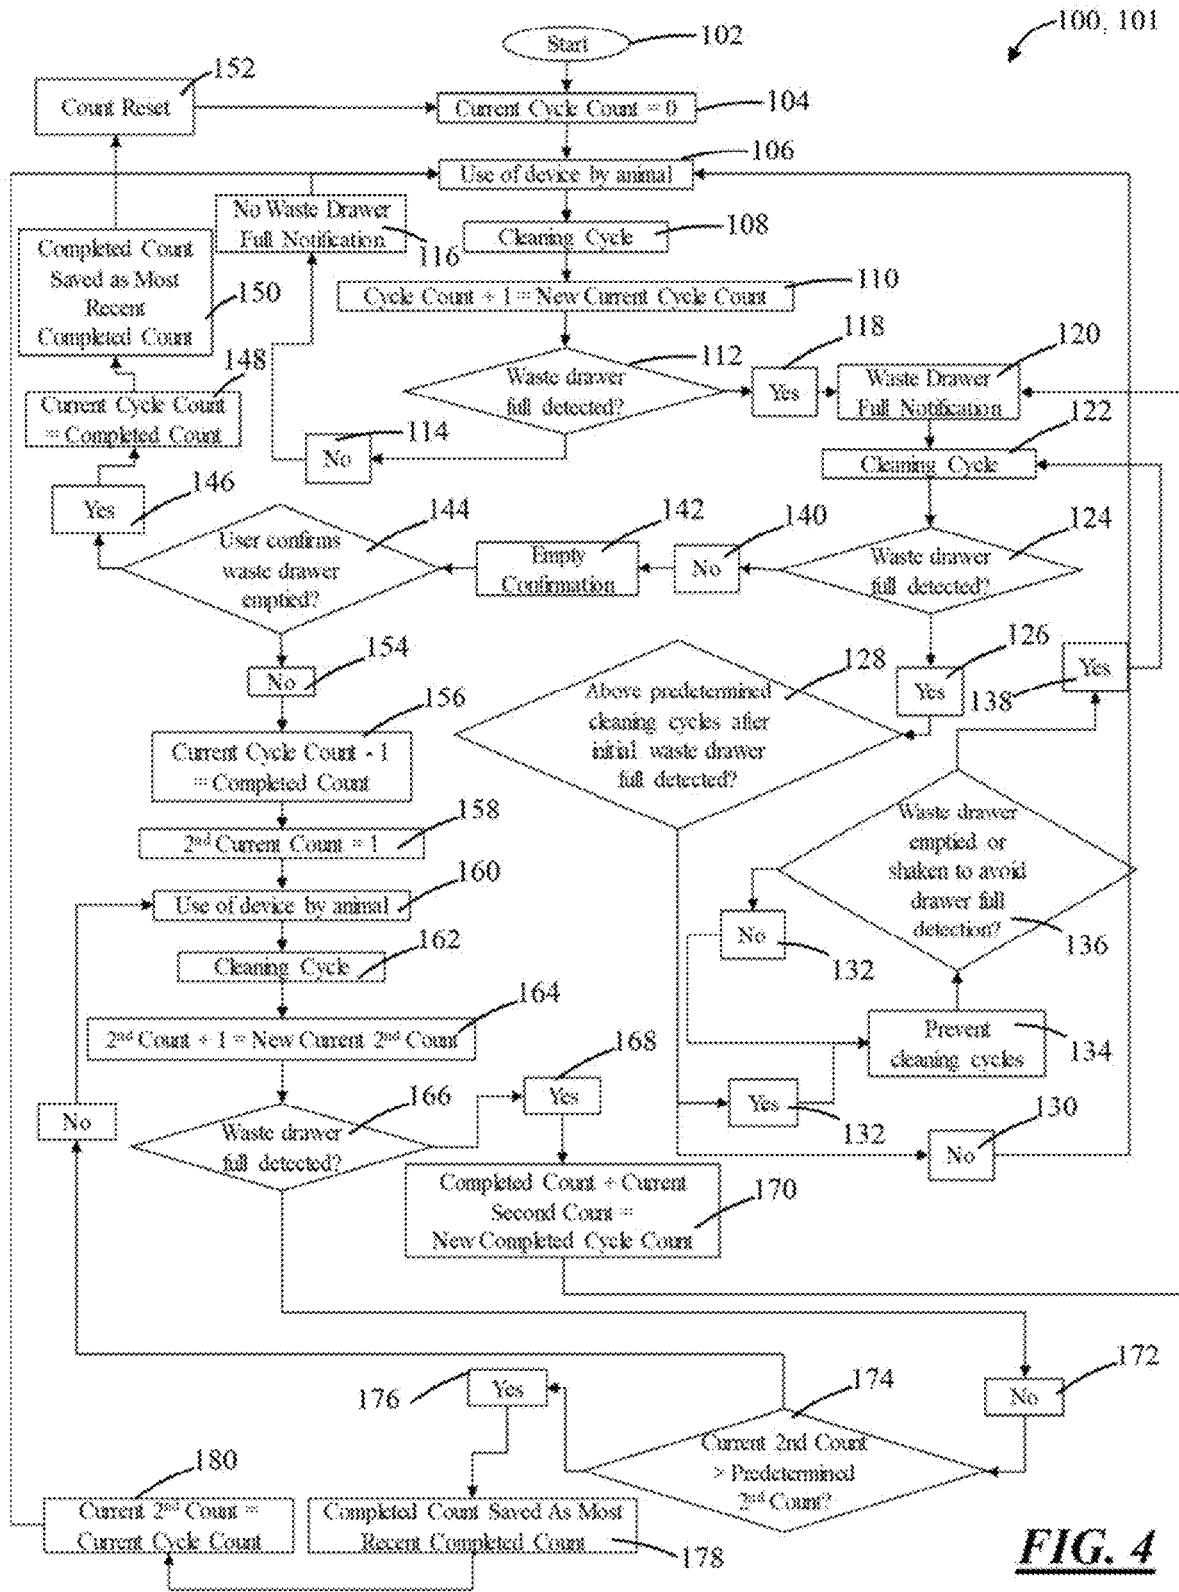 100, 101
Start
102
152
Count Reset
Current Cycle Count = 0
104
106
Use of device by animal
No Waste Drawer
Full Notification
116
Cleaning Cycle
108
Completed Count
Saved as Most
Recent
Completed Count
150
Cycle Count + 1 = New Current Cycle Count
110
112
Waste drawer
full detected?
118
Yes
120
Waste Drawer
Full Notification
148
Current Cycle Count
= Completed Count
114
No
122
Cleaning Cycle
Yes
146
144
User confirms
waste drawer
emptied?
142
Empty
Confirmation
140
No
124
Waste drawer
full detected?
154
No
128
Above predetermined
cleaning cycles after
initial waste drawer
full detected?
126
Yes
138
Yes
156
Current Cycle Count - 1
= Completed Count
158
2nd Current Count = 1
160
Use of device by animal
Waste drawer
emptied or
shaken to avoid
drawer full
detection?
136
No
132
162
Cleaning Cycle
164
2nd Count + 1 = New Current 2nd Count
Prevent
cleaning cycles
134
168
Yes
Yes
132
No
166
Waste drawer
full detected?
130
No
Completed Count + Current
Second Count =
New Completed Cycle Count
170
172
No
176
Yes
174
Current 2nd Count
> Predetermined
2nd Count?
180
Current 2nd Count =
Current Cycle Count
Completed Count Saved As Most
Recent Completed Count
178
FIG. 4